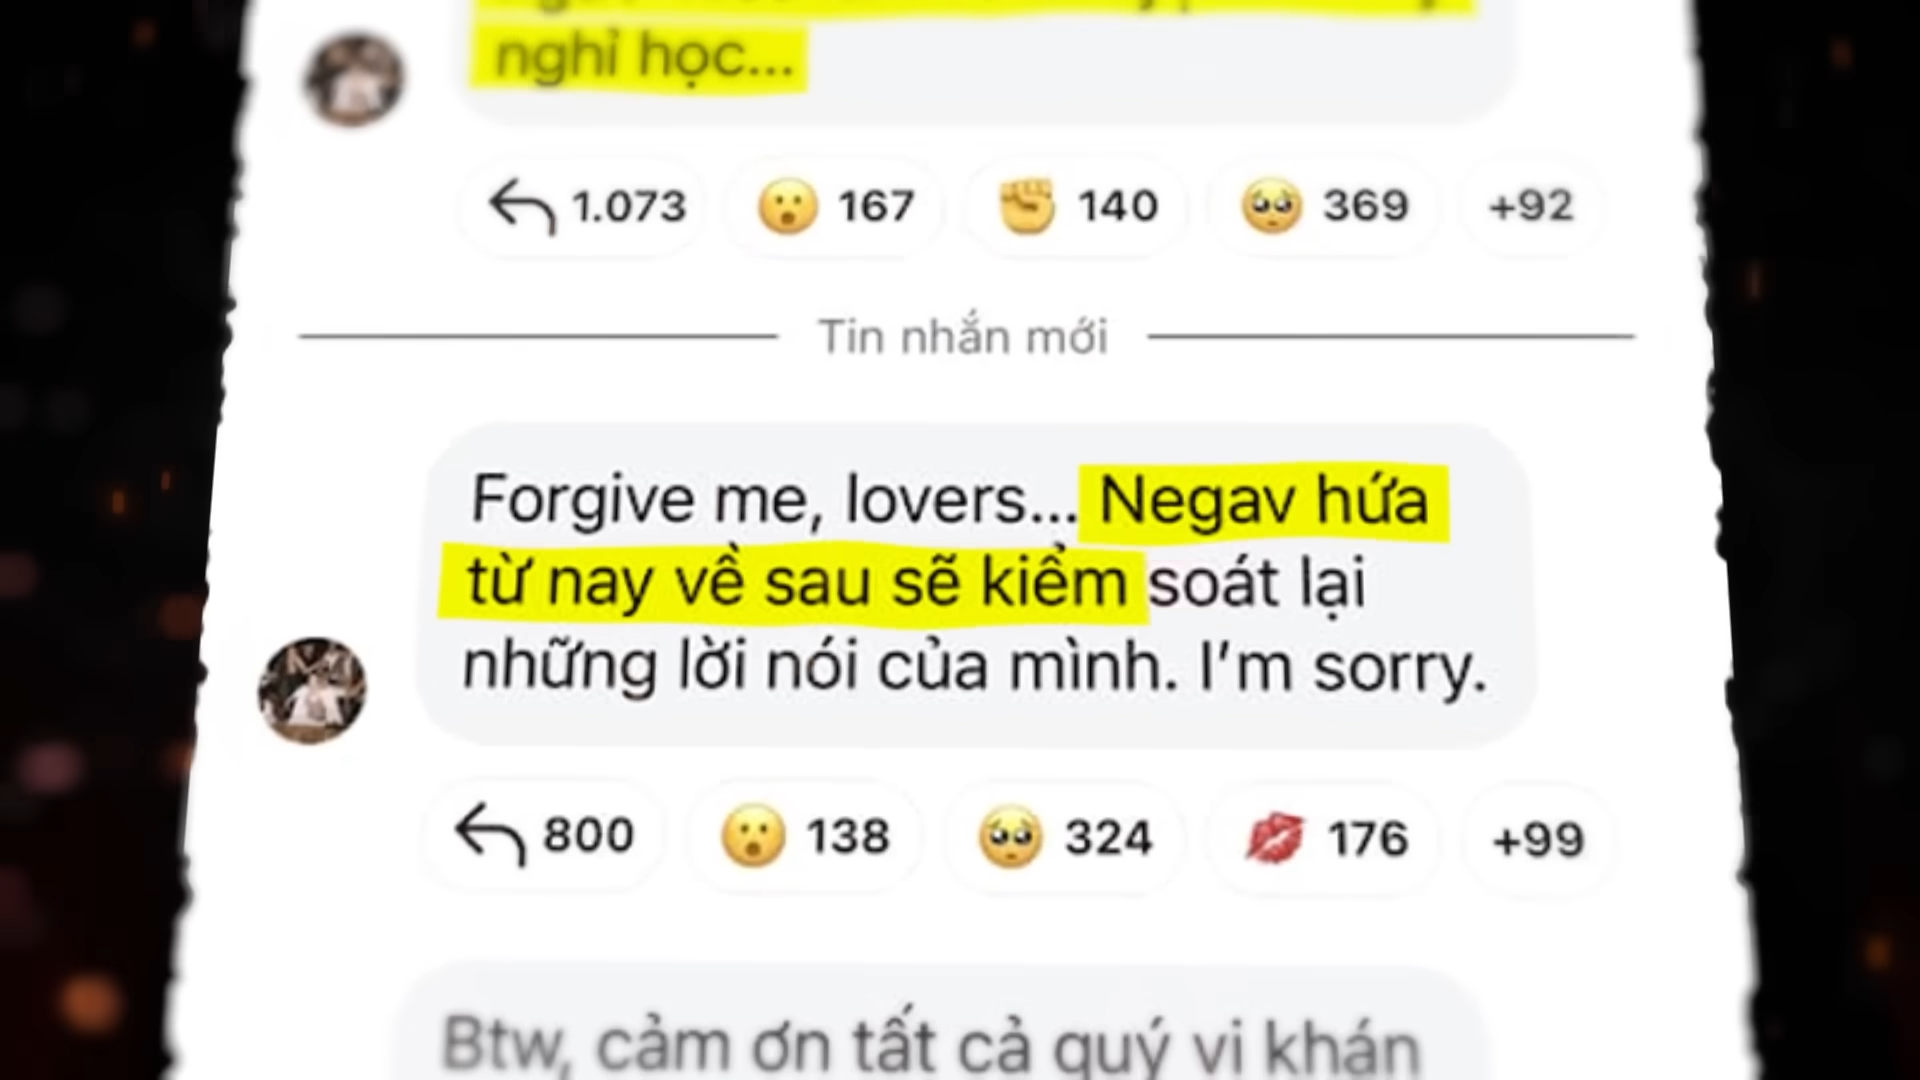 nghỉ học...
1.073 167 140 369 +92
Tin nhắn mới
Forgive me, lovers... Negav hứa
từ nay về sau sẽ kiểm soát lại
những lời nói của mình. I'm sorry.
800 138 324 176 +99
Btw, cảm ơn tất cả quý vị khán